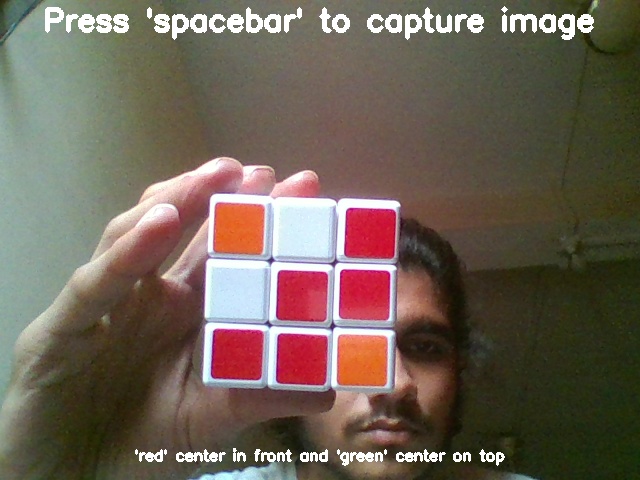 Press 'spacebar' to capture image
'red' center in front and 'green' center on top